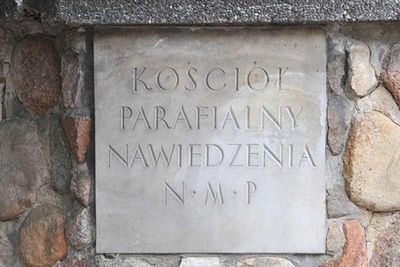 KOŚCIÓŁ
PARAFIALNY
NAWIEDZENIA
N·M·P